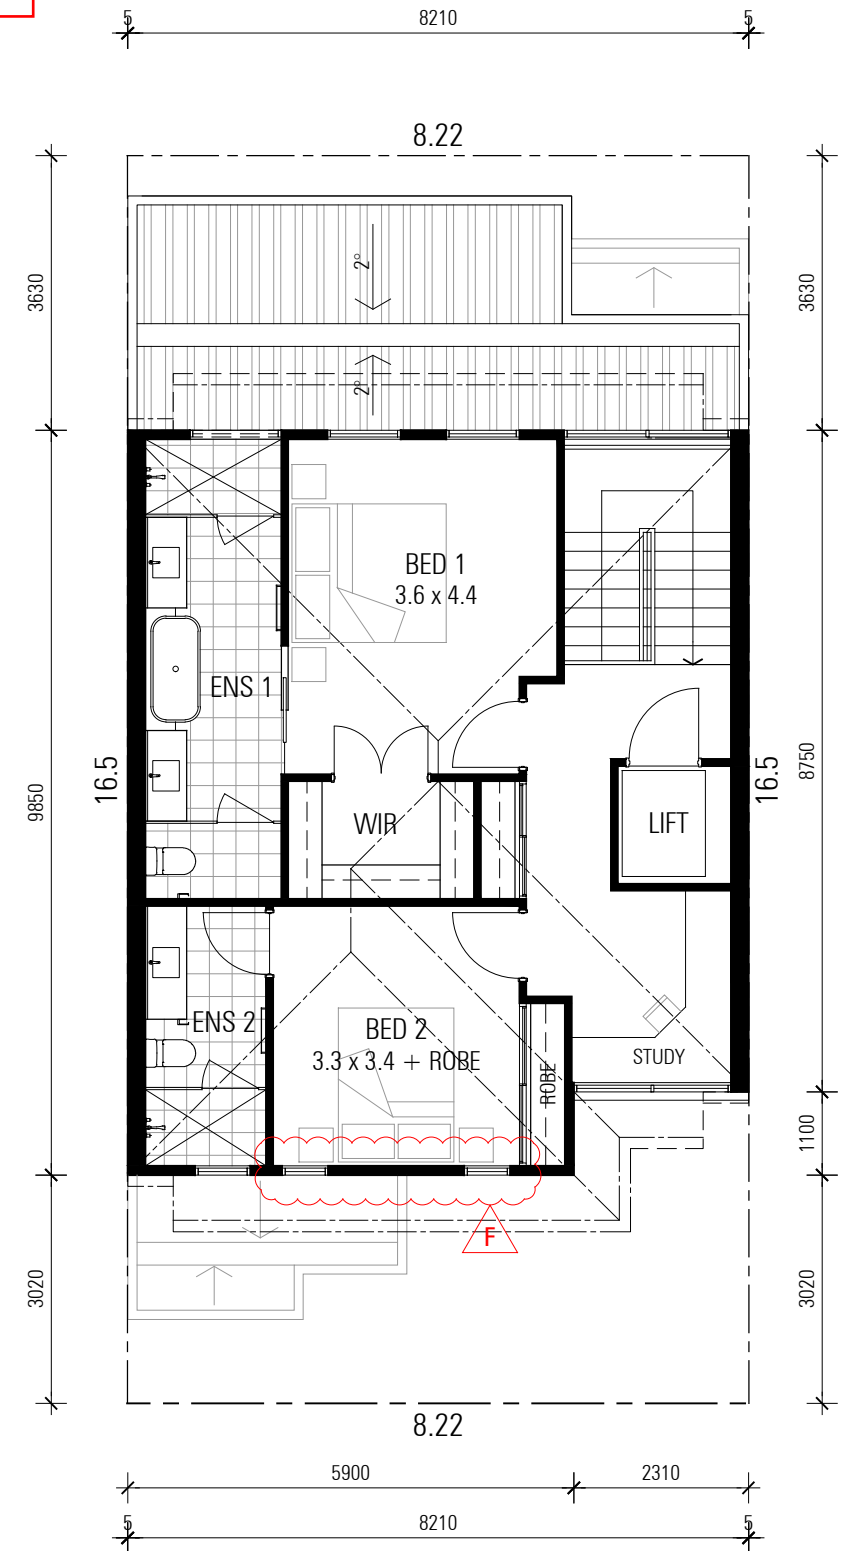 5
8210
5
8.22
3630
2°
3630
2°
BED 1
3.6 x 4.4
ENS 1
9850
16.5
WIR
LIFT
16.5
8750
ENS 2
BED 2
3.3 x 3.4 + ROBE
ROBE
STUDY
1100
F
3020
3020
8.22
5900
2310
5
8210
5